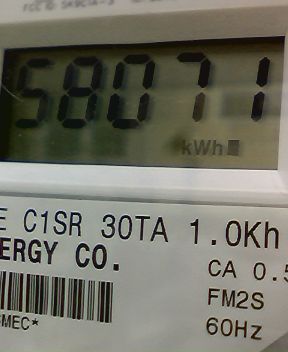 58071
kWh
E C1SR 30TA 1.0Kh
ERGY CO.
CA 0.5
FM2S
MEC*
60Hz